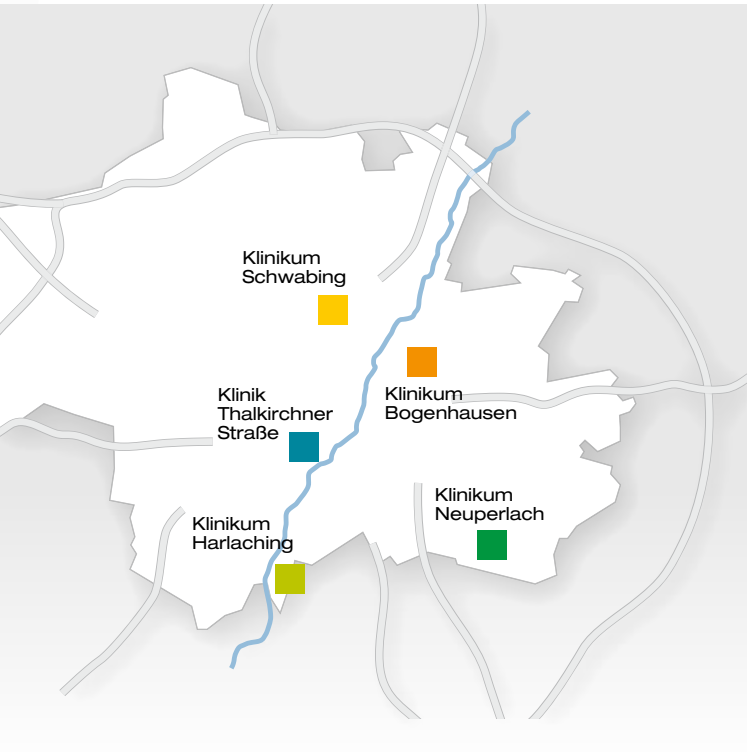 Klinikum
Schwabing
Klinikum
Bogenhausen
Klinik
Thalkirchner
Straße
Klinikum
Neuperlach
Klinikum
Harlaching